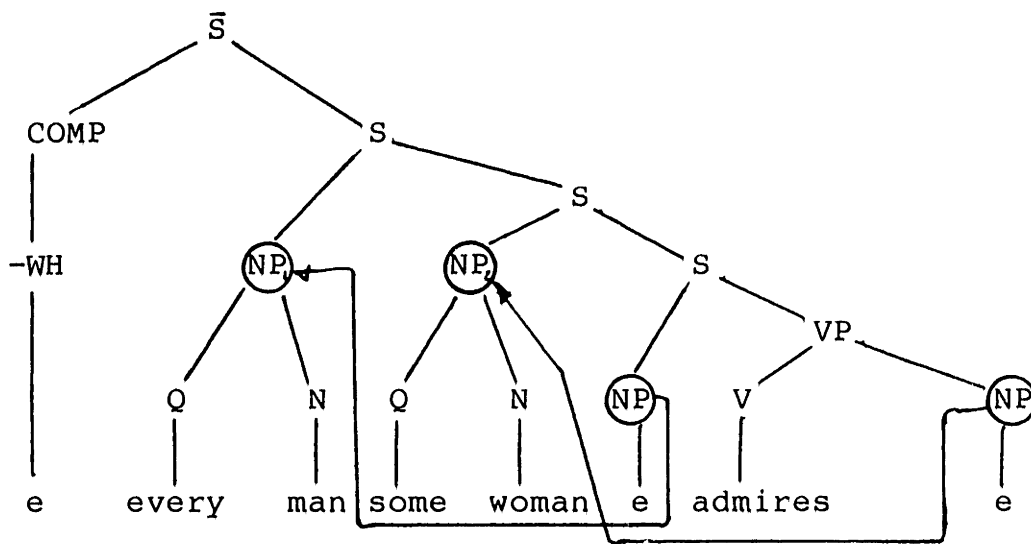 S̄
COMP S
S
-WH NP NP S
VP
Q N Q N NP V NP
e every man some woman e admires e